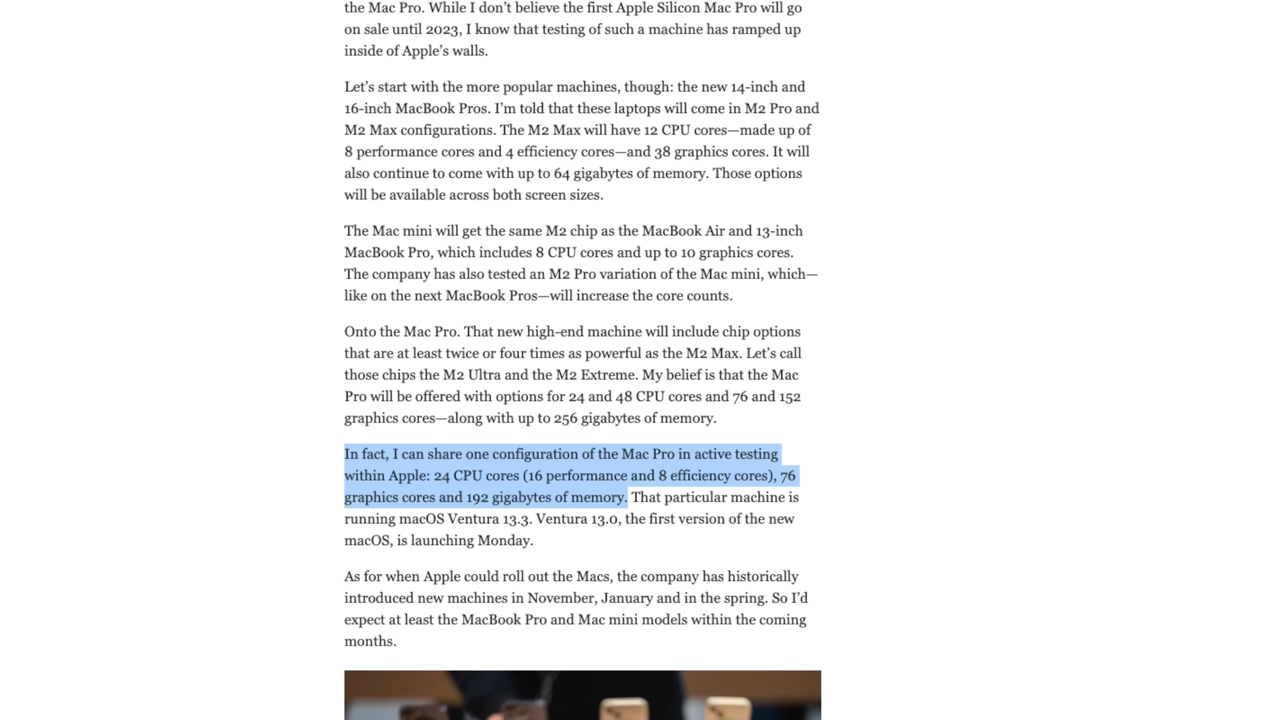 the Mac Pro. While I don’t believe the first Apple Silicon Mac Pro will go
on sale until 2023, I know that testing of such a machine has ramped up
inside of Apple’s walls.
Let’s start with the more popular machines, though: the new 14-inch and
16-inch MacBook Pros. I’m told that these laptops will come in M2 Pro and
M2 Max configurations. The M2 Max will have 12 CPU cores—made up of
8 performance cores and 4 efficiency cores—and 38 graphics cores. It will
also continue to come with up to 64 gigabytes of memory. Those options
will be available across both screen sizes.
The Mac mini will get the same M2 chip as the MacBook Air and 13-inch
MacBook Pro, which includes 8 CPU cores and up to 10 graphics cores.
The company has also tested an M2 Pro variation of the Mac mini, which—
like on the next MacBook Pros—will increase the core counts.
Onto the Mac Pro. That new high-end machine will include chip options
that are at least twice or four times as powerful as the M2 Max. Let’s call
those chips the M2 Ultra and the M2 Extreme. My belief is that the Mac
Pro will be offered with options for 24 and 48 CPU cores and 76 and 152
graphics cores—along with up to 256 gigabytes of memory.
In fact, I can share one configuration of the Mac Pro in active testing
within Apple: 24 CPU cores (16 performance and 8 efficiency cores), 76
graphics cores and 192 gigabytes of memory. That particular machine is
running macOS Ventura 13.3. Ventura 13.0, the first version of the new
macOS, is launching Monday.
As for when Apple could roll out the Macs, the company has historically
introduced new machines in November, January and in the spring. So I’d
expect at least the MacBook Pro and Mac mini models within the coming
months.